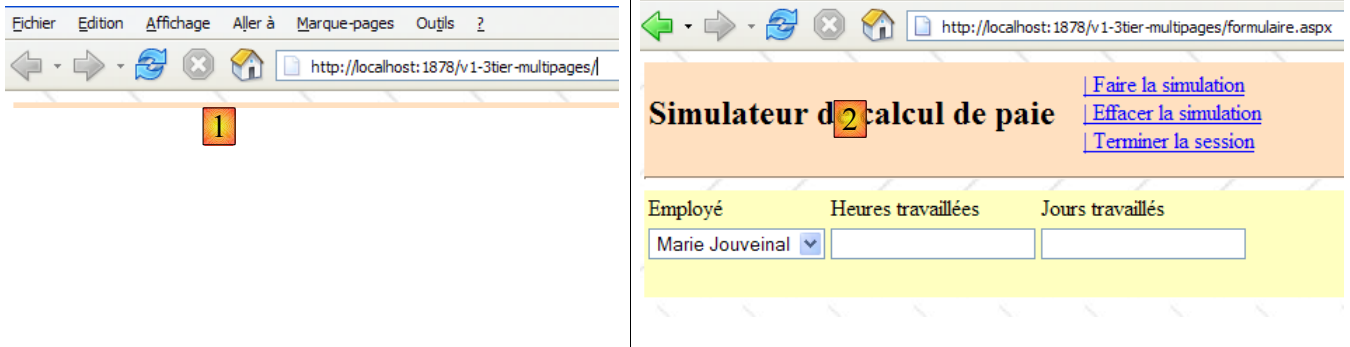 Fichier Edition Affichage Aller à Marque-pages Outils ?
http://localhost:1878/v1-3tier-multipages/
1
http://localhost:1878/v1-3tier-multipages/formulaire.aspx
Simulateur d 2 calcul de paie
| Faire la simulation
| Effacer la simulation
| Terminer la session
Employé Heures travaillées Jours travaillés
Marie Jouveinal